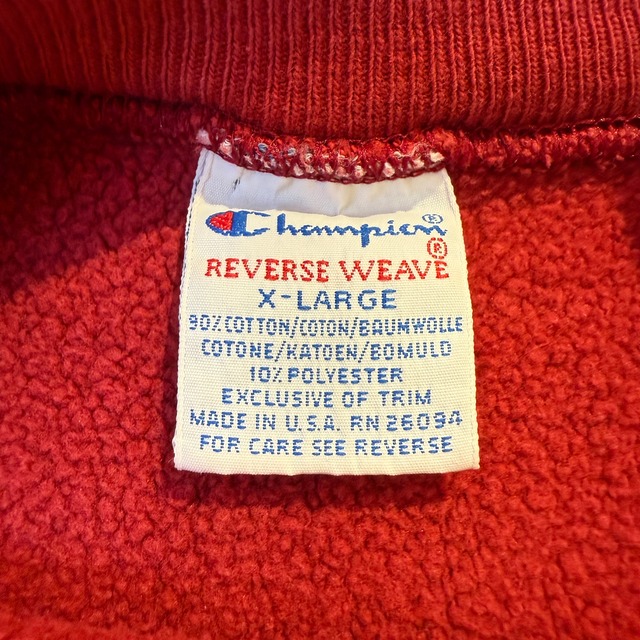 Champion®
REVERSE WEAVE®
X-LARGE
90% COTTON/COTON/BAUMWOLLE
COTONE/KATOEN/BOMULD
10% POLYESTER
EXCLUSIVE OF TRIM
MADE IN U.S.A. RN 26094
FOR CARE SEE REVERSE